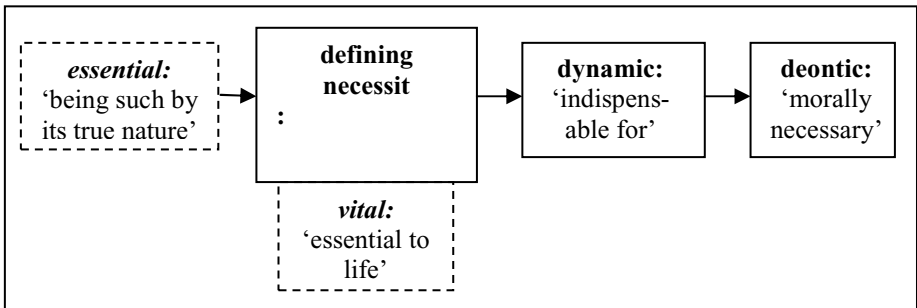 essential:
‘being such by
its true nature’
defining
necessit
:
vital:
‘essential to
life’
dynamic:
‘indispens-
able for’
deontic:
‘morally
necessary’